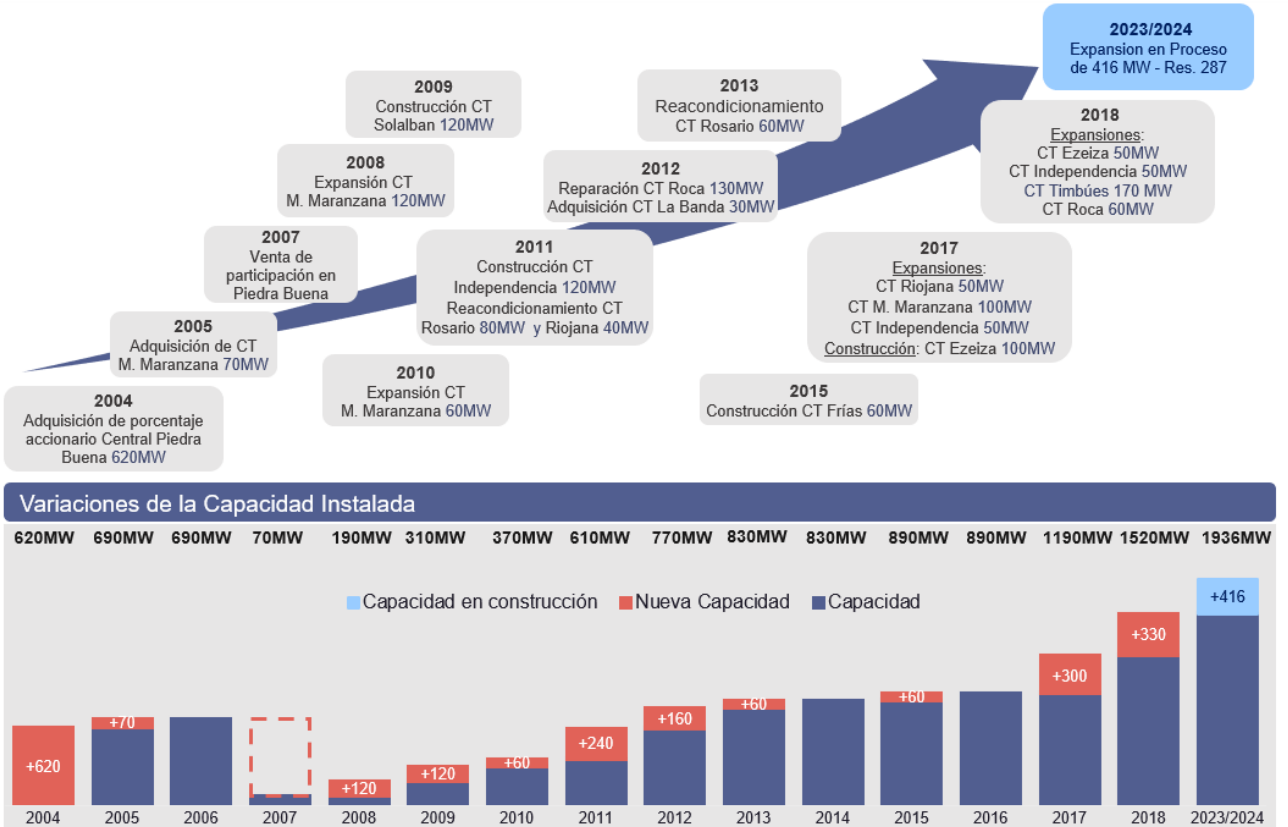 2023/2024
Expansion en Proceso
de 416 MW - Res. 287
2009
Construcción CT
Solalban 120MW
2013
Reacondicionamiento
CT Rosario 60MW
2018
Expansiones:
CT Ezeiza 50MW
CT Independencia 50MW
CT Timbúes 170 MW
CT Roca 60MW
2008
Expansión CT
M. Maranzana 120MW
2012
Reparación CT Roca 130MW
Adquisición CT La Banda 30MW
2007
Venta de
participación en
Piedra Buena
2011
Construcción CT
Independencia 120MW
Reacondicionamiento CT
Rosario 80MW y Riojana 40MW
2017
Expansiones:
CT Riojana 50MW
CT M. Maranzana 100MW
CT Independencia 50MW
Construcción: CT Ezeiza 100MW
2005
Adquisición de CT
M. Maranzana 70MW
2010
Expansión CT
M. Maranzana 60MW
2015
Construcción CT Frías 60MW
2004
Adquisición de porcentaje
accionario Central Piedra
Buena 620MW
Variaciones de la Capacidad Instalada
620MW 690MW 690MW 70MW 190MW 310MW 370MW 610MW 770MW 830MW 830MW 890MW 890MW 1190MW 1520MW 1936MW
Capacidad en construcción Nueva Capacidad Capacidad
+620 +70 +120 +120 +60 +240 +160 +60 +60 +300 +330 +416
2004 2005 2006 2007 2008 2009 2010 2011 2012 2013 2014 2015 2016 2017 2018 2023/2024